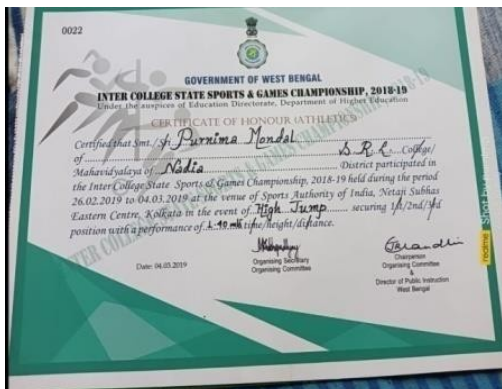 0022
GOVERNMENT OF WEST BENGAL
INTER COLLEGE STATE SPORTS & GAMES CHAMPIONSHIP, 2018-19
Under the auspices of Education Directorate, Department of Higher Education
CERTIFICATE OF HONOUR (ATHLETICS)
Certified that Smt./Sri Purnima Mondal
of S. R. L. College/
Mahavidyalaya of Nadia District participated in
the Inter College State Sports & Games Championship, 2018-19 held during the period
26.02.2019 to 04.03.2019 at the venue of Sports Authority of India, Netaji Subhas
Eastern Centre, Kolkata in the event of High Jump securing 1st/2nd/3rd
position with a performance of 1.40 time/height/distance.
Date: 04.03.2019
Organising Secretary
Organising Committee
Chairperson
Organising Committee
&
Director of Public Instruction
West Bengal
realme Shot by